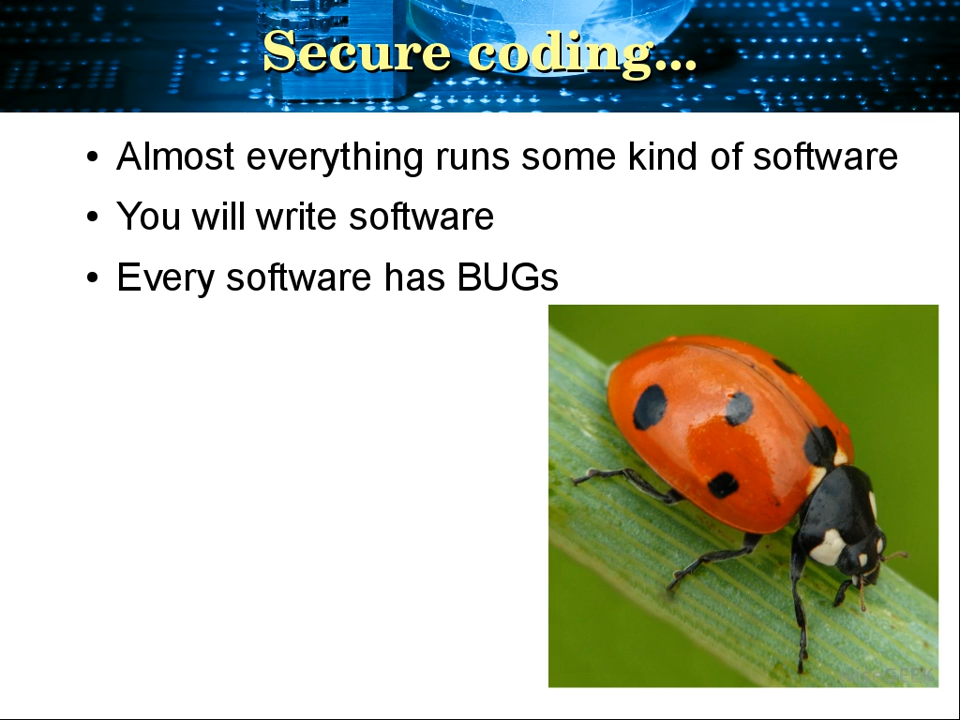 Secure coding...
• Almost everything runs some kind of software
• You will write software
• Every software has BUGs